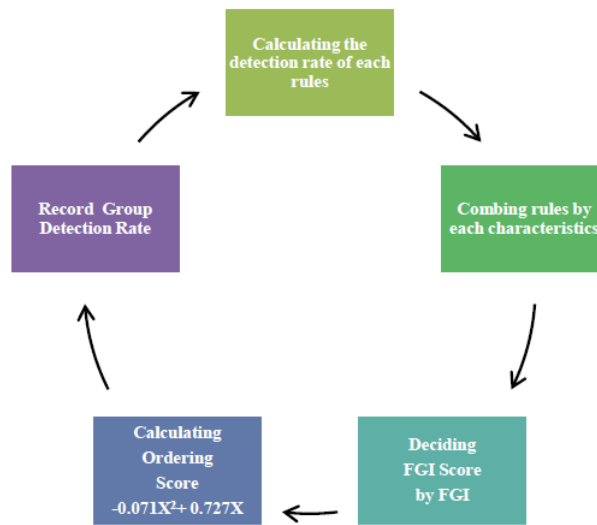 Calculating the
detection rate of each
rules
Combing rules by
each characteristics
Deciding
FGI Score
by FGI
Calculating
Ordering
Score
-0.071X²+ 0.727X
Record Group
Detection Rate